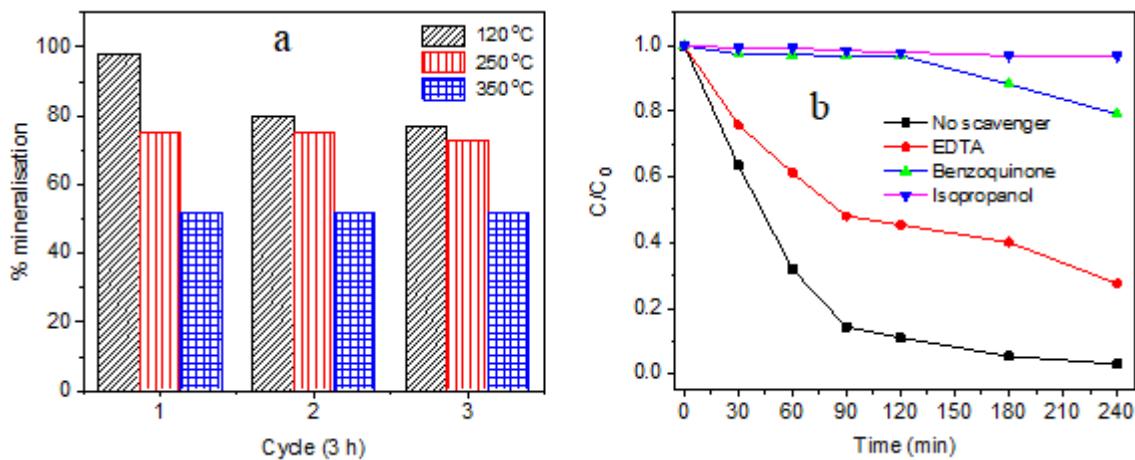 a
120 °C
250 °C
350 °C
% mineralisation
100
80
60
40
20
0
1 2 3
Cycle (3 h)
b
No scavenger
EDTA
Benzoquinone
Isopropanol
C/C0
1.0
0.8
0.6
0.4
0.2
0.0
0 30 60 90 120 150 180 210 240
Time (min)